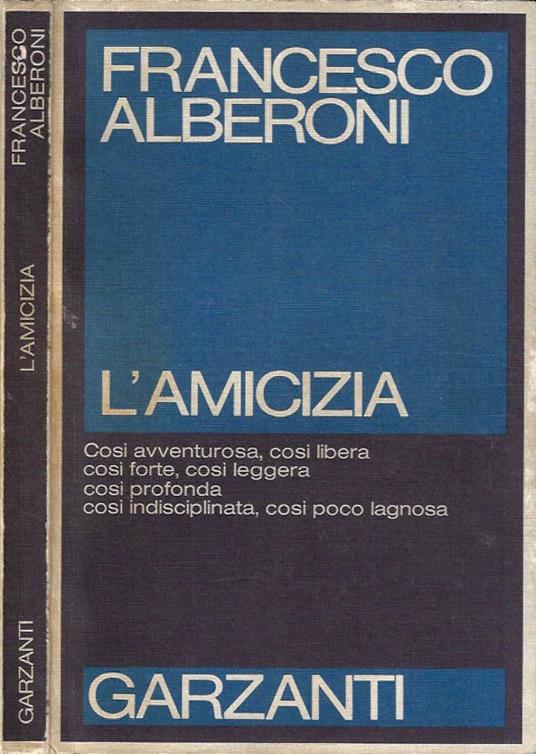 FRANCESCO
ALBERONI
L'AMICIZIA
GARZANTI
FRANCESCO
ALBERONI
L'AMICIZIA
Così avventurosa, così libera
così forte, così leggera
così profonda
così indisciplinata, così poco lagnosa
GARZANTI